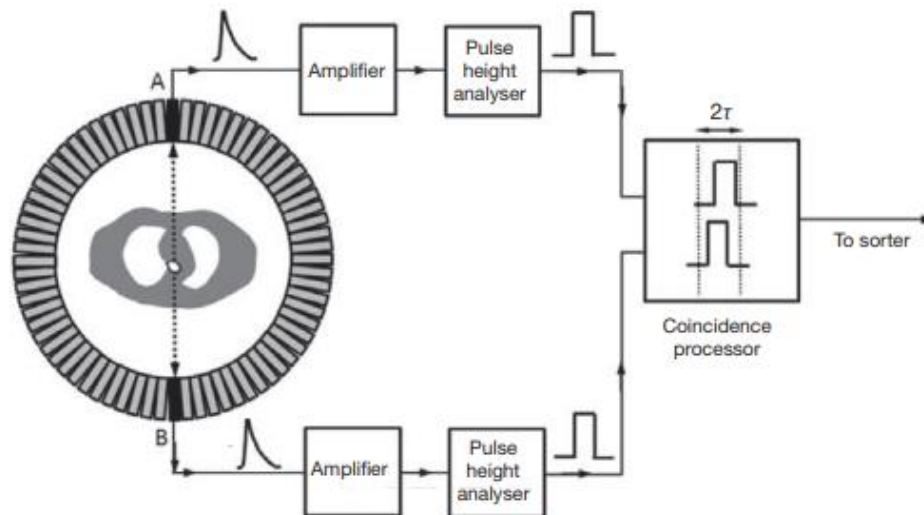 A
Amplifier
Pulse
height
analyser
2τ
To sorter
Coincidence
processor
B
Amplifier
Pulse
height
analyser